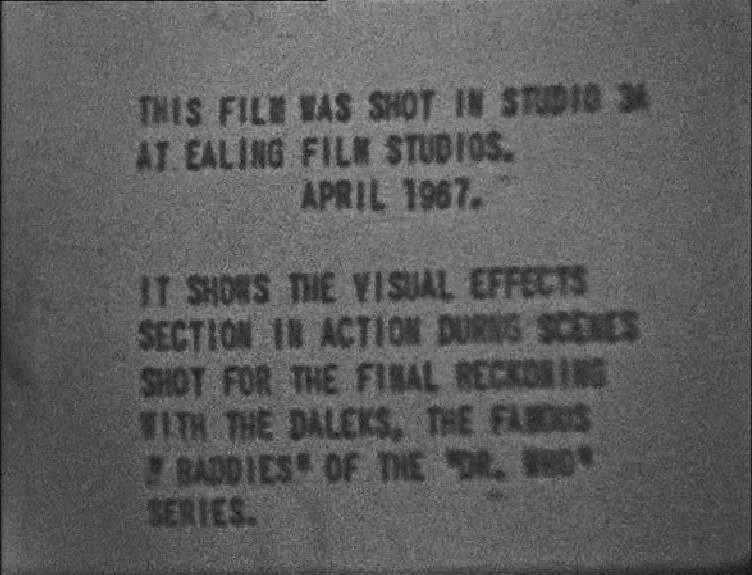 THIS FILM WAS SHOT IN STUDIO 3A
AT EALING FILM STUDIOS.
APRIL 1967.
IT SHOWS THE VISUAL EFFECTS
SECTION IN ACTION DURNG SCENES
SHOT FOR THE FINAL RECKONING
WITH THE DALEKS, THE FAMOUS
" BADDIES" OF THE "DR. WHO"
SERIES.